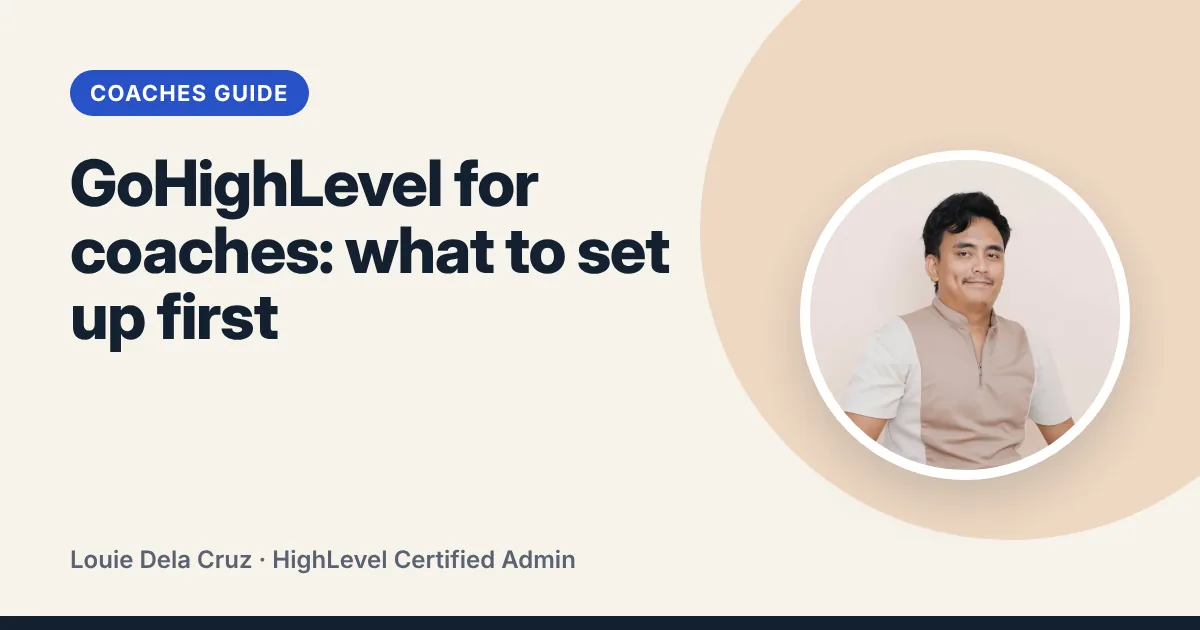 COACHES GUIDE
GoHighLevel for
coaches: what to set
up first
Louie Dela Cruz · HighLevel Certified Admin